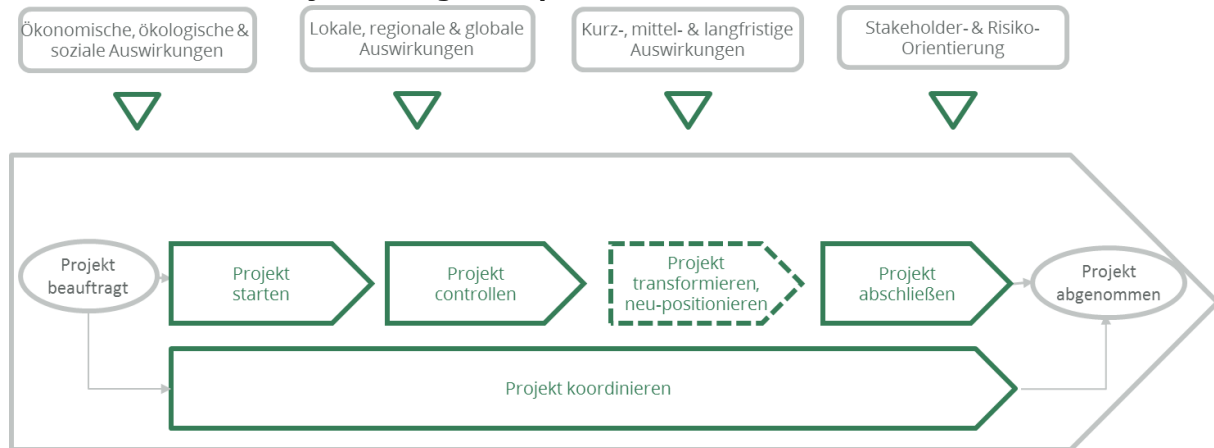 Ökonomische, ökologische &
soziale Auswirkungen
Lokale, regionale & globale
Auswirkungen
Kurz-, mittel- & langfristige
Auswirkungen
Stakeholder- & Risiko-
Orientierung
Projekt
beauftragt
Projekt
starten
Projekt
controllen
Projekt
transformieren,
neu-positionieren
Projekt
abschließen
Projekt
abgenommen
Projekt koordinieren